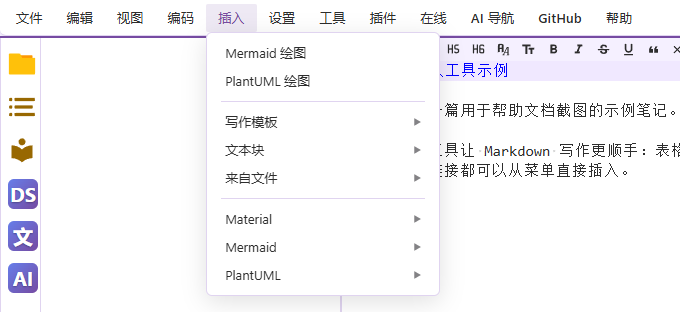 文件 编辑 视图 编码 插入 设置 工具 插件 在线 AI 导航 GitHub 帮助
H5 H6 Tt B I S U
Mermaid 绘图
PlantUML 绘图
写作模板
文本块
来自文件
Material
Mermaid
PlantUML
DS
文
AI
工具示例
篇用于帮助文档截图的示例笔记。
工具让 Markdown 写作更顺手：表格
连接都可以从菜单直接插入。